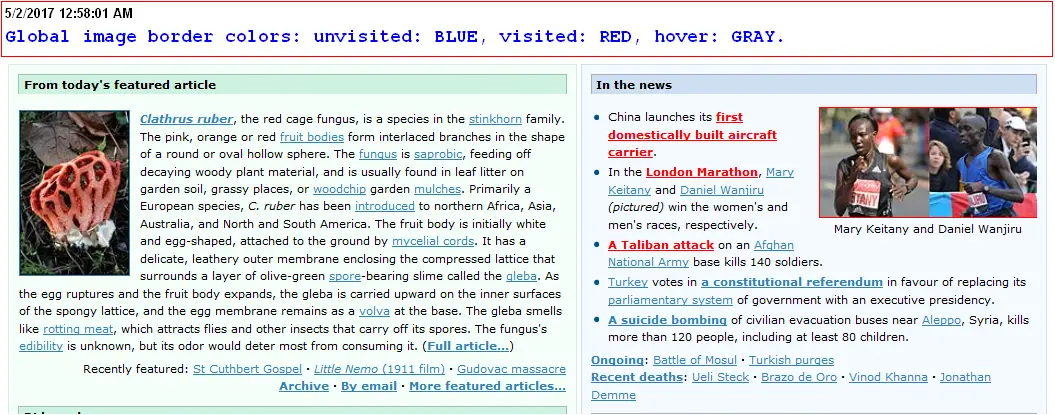 5/2/2017 12:58:01 AM
Global image border colors: unvisited: BLUE, visited: RED, hover: GRAY.
From today's featured article
Clathrus ruber, the red cage fungus, is a species in the stinkhorn family.
The pink, orange or red fruit bodies form interlaced branches in the shape
of a round or oval hollow sphere. The fungus is saprobic, feeding off
decaying woody plant material, and is usually found in leaf litter on
garden soil, grassy places, or woodchip garden mulches. Primarily a
European species, C. ruber has been introduced to northern Africa, Asia,
Australia, and North and South America. The fruit body is initially white
and egg-shaped, attached to the ground by mycelial cords. It has a
delicate, leathery outer membrane enclosing the compressed lattice that
surrounds a layer of olive-green spore-bearing slime called the gleba. As
the egg ruptures and the fruit body expands, the gleba is carried upward on the inner surfaces
of the spongy lattice, and the egg membrane remains as a volva at the base. The gleba smells
like rotting meat, which attracts flies and other insects that carry off its spores. The fungus's
edibility is unknown, but its odor would deter most from consuming it. (Full article...)
Recently featured: St Cuthbert Gospel · Little Nemo (1911 film) · Gudovac massacre
Archive · By email · More featured articles...
In the news
China launches its first
domestically built aircraft
carrier.
In the London Marathon, Mary
Keitany and Daniel Wanjiru
(pictured) win the women's and
men's races, respectively.
Mary Keitany and Daniel Wanjiru
A Taliban attack on an Afghan
National Army base kills 140 soldiers.
Turkey votes in a constitutional referendum in favour of replacing its
parliamentary system of government with an executive presidency.
A suicide bombing of civilian evacuation buses near Aleppo, Syria, kills
more than 120 people, including at least 80 children.
Ongoing: Battle of Mosul · Turkish purges
Recent deaths: Ueli Steck · Brazo de Oro · Vinod Khanna · Jonathan
Demme